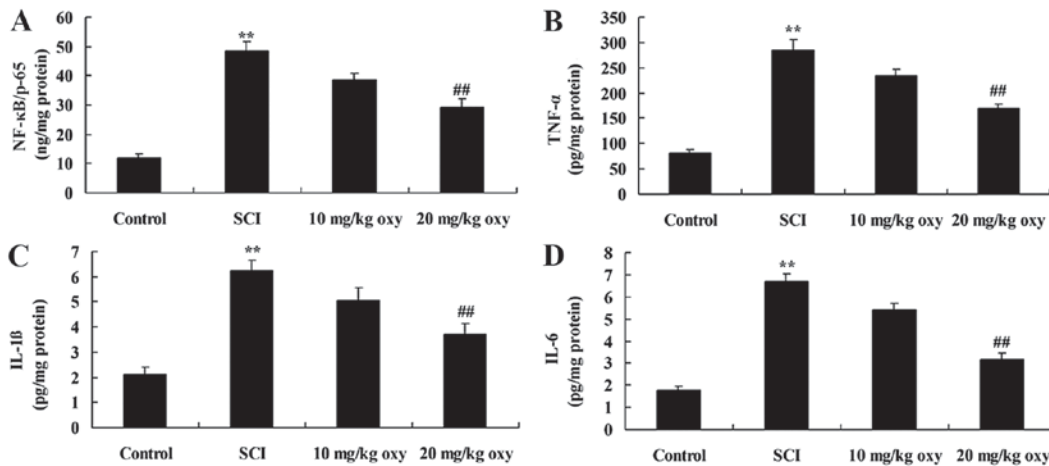 A
NF-κB/p-65
(ng/mg protein)
60
50
40
30
20
10
0
**
##
Control SCI 10 mg/kg oxy 20 mg/kg oxy
B
TNF-α
(pg/mg protein)
350
300
250
200
150
100
50
0
**
##
Control SCI 10 mg/kg oxy 20 mg/kg oxy
C
IL-1ß
(pg/mg protein)
7
6
5
4
3
2
1
0
**
##
Control SCI 10 mg/kg oxy 20 mg/kg oxy
D
IL-6
(pg/mg protein)
8
7
6
5
4
3
2
1
0
**
##
Control SCI 10 mg/kg oxy 20 mg/kg oxy